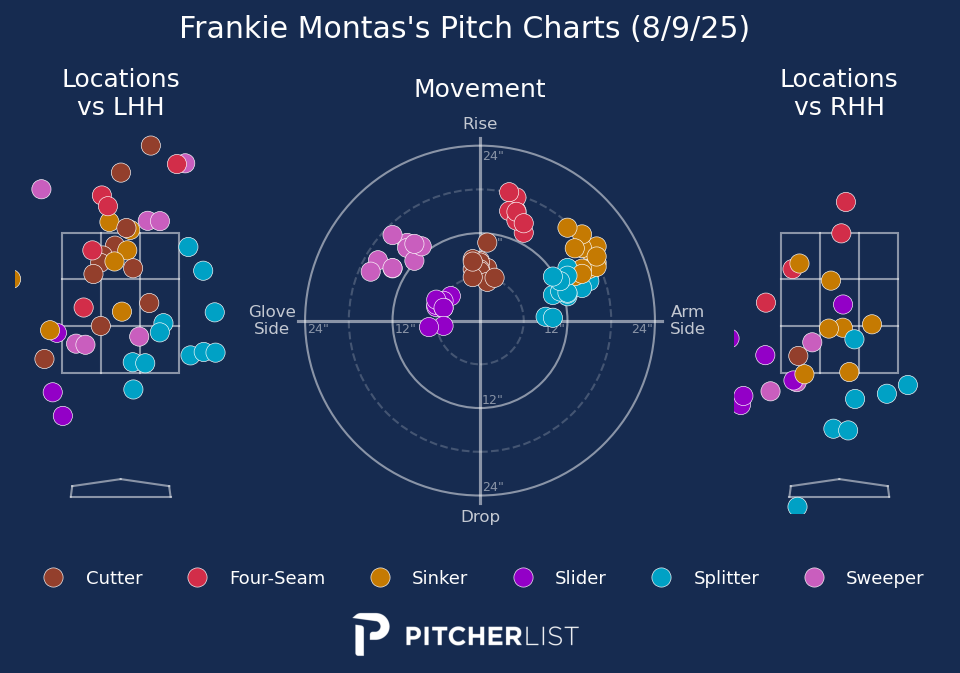 Frankie Montas's Pitch Charts (8/9/25)
Locations
vs LHH
Movement
Locations
vs RHH
Rise
24"
Glove
Side
24"
12"
12"
24"
Arm
Side
12"
24"
Drop
Cutter
Four-Seam
Sinker
Slider
Splitter
Sweeper
PITCHERLIST